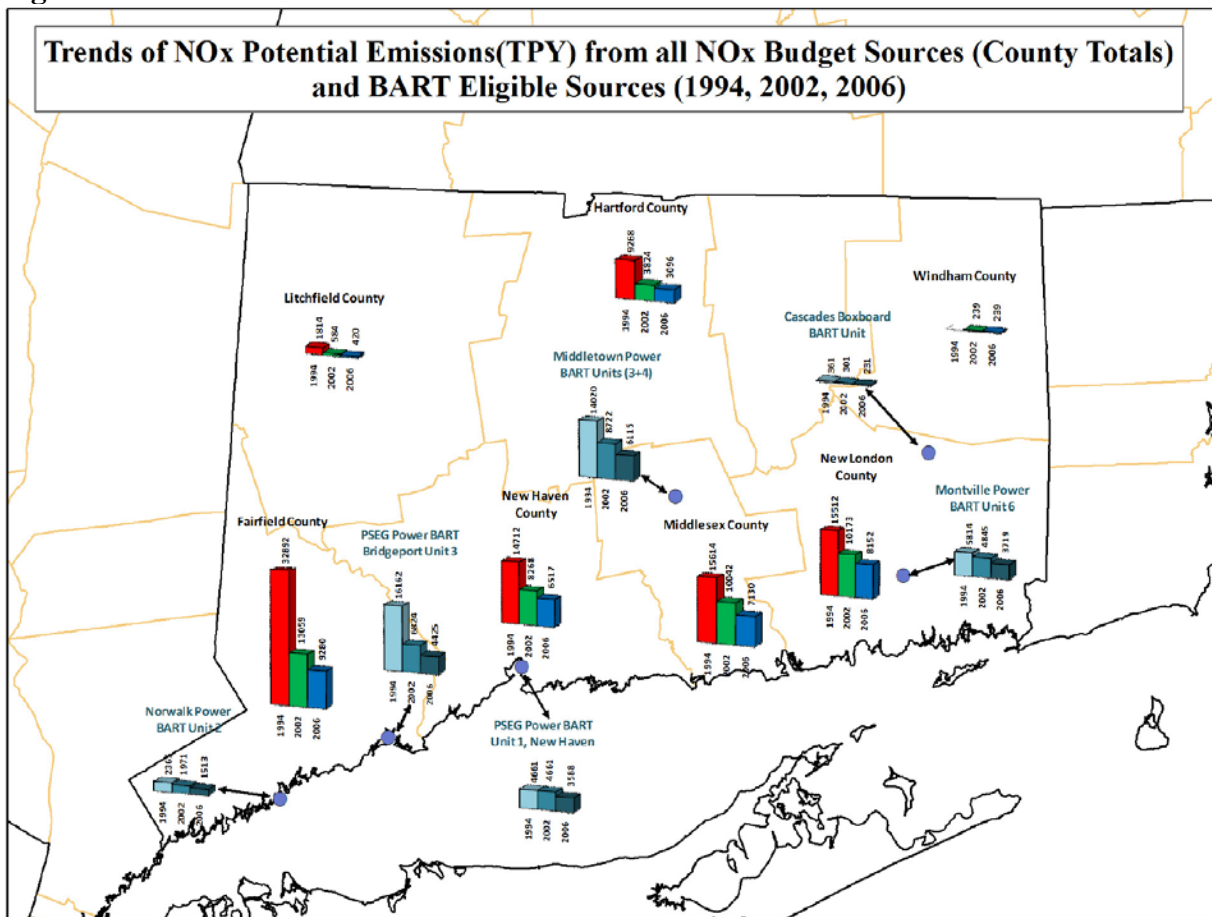 Trends of NOx Potential Emissions(TPY) from all NOx Budget Sources (County Totals)
and BART Eligible Sources (1994, 2002, 2006)
Hartford County
9268 3824 3096
1994 2002 2006
Litchfield County
1814 584 420
1994 2002 2006
Windham County
239 239
1994 2002 2006
Cascades Boxboard
BART Unit
361 301 231
1994 2002 2006
Middletown Power
BART Units (3+4)
14020 8722 6115
1994 2002 2006
New London
County
15512 10173 8152
1994 2002 2006
Montville Power
BART Unit 6
5814 4845 3719
1994 2002 2006
New Haven
County
14712 8268 6517
1994 2002 2006
Middlesex County
15614 10042 7130
1994 2002 2006
Fairfield County
32892 13059 9280
1994 2002 2006
PSEG Power BART
Bridgeport Unit 3
16162 6824 4425
1994 2002 2006
Norwalk Power
BART Unit 2
1971 1513
1994 2002 2006
PSEG Power BART
Unit 1, New Haven
4661 4661 3588
1994 2002 2006